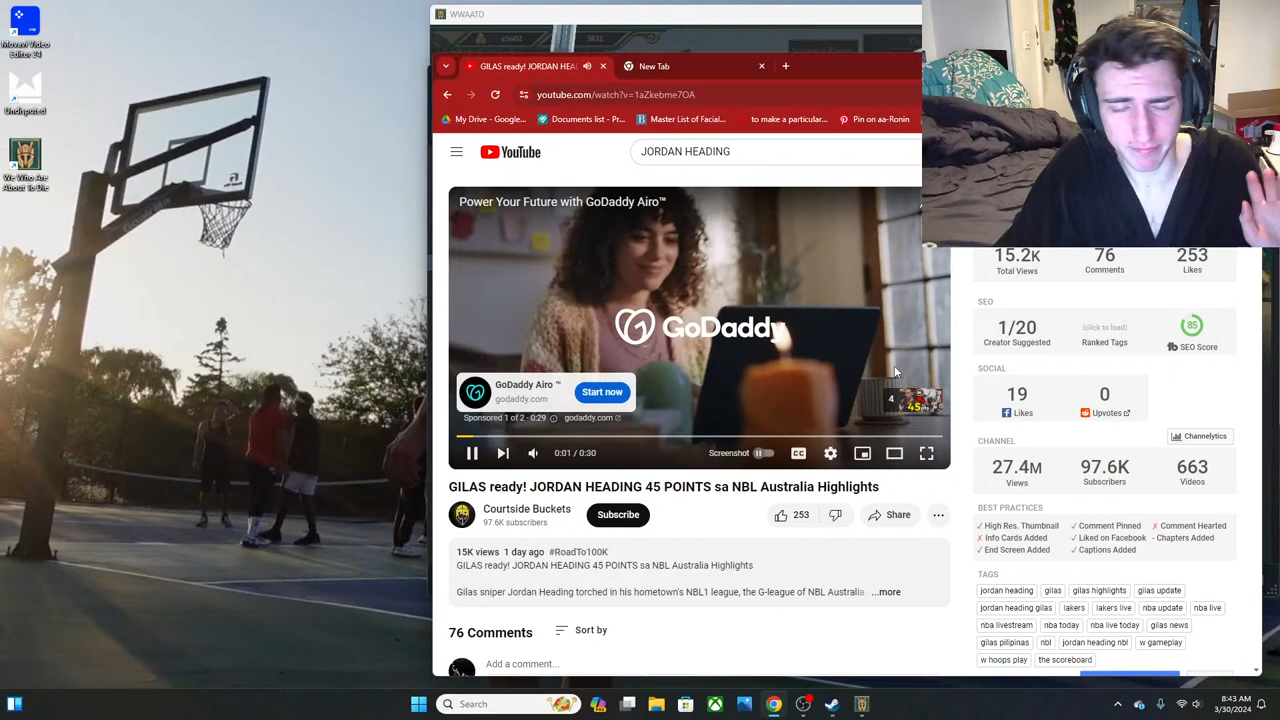 Movavi Video
Editor 24
Undisputed
We Who Are
About To Die
WWAATD
c5602
3832
GILAS ready! JORDAN HEA
New Tab
youtube.com/watch?v=1aZkebme7OA
My Drive - Google...
Documents list - Pr...
Master List of Facial...
to make a particular...
Pin on aa-Ronin
YouTube
JORDAN HEADING
Power Your Future with GoDaddy Airo™
GoDaddy
GoDaddy Airo ™
godaddy.com
Start now
4
45
Sponsored 1 of 2 · 0:29
godaddy.com
0:01 / 0:30
Screenshot
CC
GILAS ready! JORDAN HEADING 45 POINTS sa NBL Australia Highlights
Courtside Buckets
97.6K subscribers
Subscribe
253
Share
15K views 1 day ago #RoadTo100K
GILAS ready! JORDAN HEADING 45 POINTS sa NBL Australia Highlights
Gilas sniper Jordan Heading torched in his hometown's NBL1 league, the G-league of NBL Australia. ...more
76 Comments
Sort by
Add a comment...
15.2K 76 253
Total Views Comments Likes
SEO
1/20 (click to load) 85
Creator Suggested Ranked Tags tb SEO Score
SOCIAL
19 0
Likes Upvotes
CHANNEL
Channelytics
27.4M 97.6K 663
Views Subscribers Videos
BEST PRACTICES
✓ High Res. Thumbnail ✓ Comment Pinned ✗ Comment Hearted
✗ Info Cards Added ✓ Liked on Facebook - Chapters Added
✓ End Screen Added ✓ Captions Added
TAGS
jordan heading gilas gilas highlights gilas update
jordan heading gilas lakers lakers live nba update nba live
nba livestream nba today nba live today gilas news
gilas pilipinas nbl jordan heading nbl w gameplay
w hoops play the scoreboard
Search
8:43 AM
3/30/2024